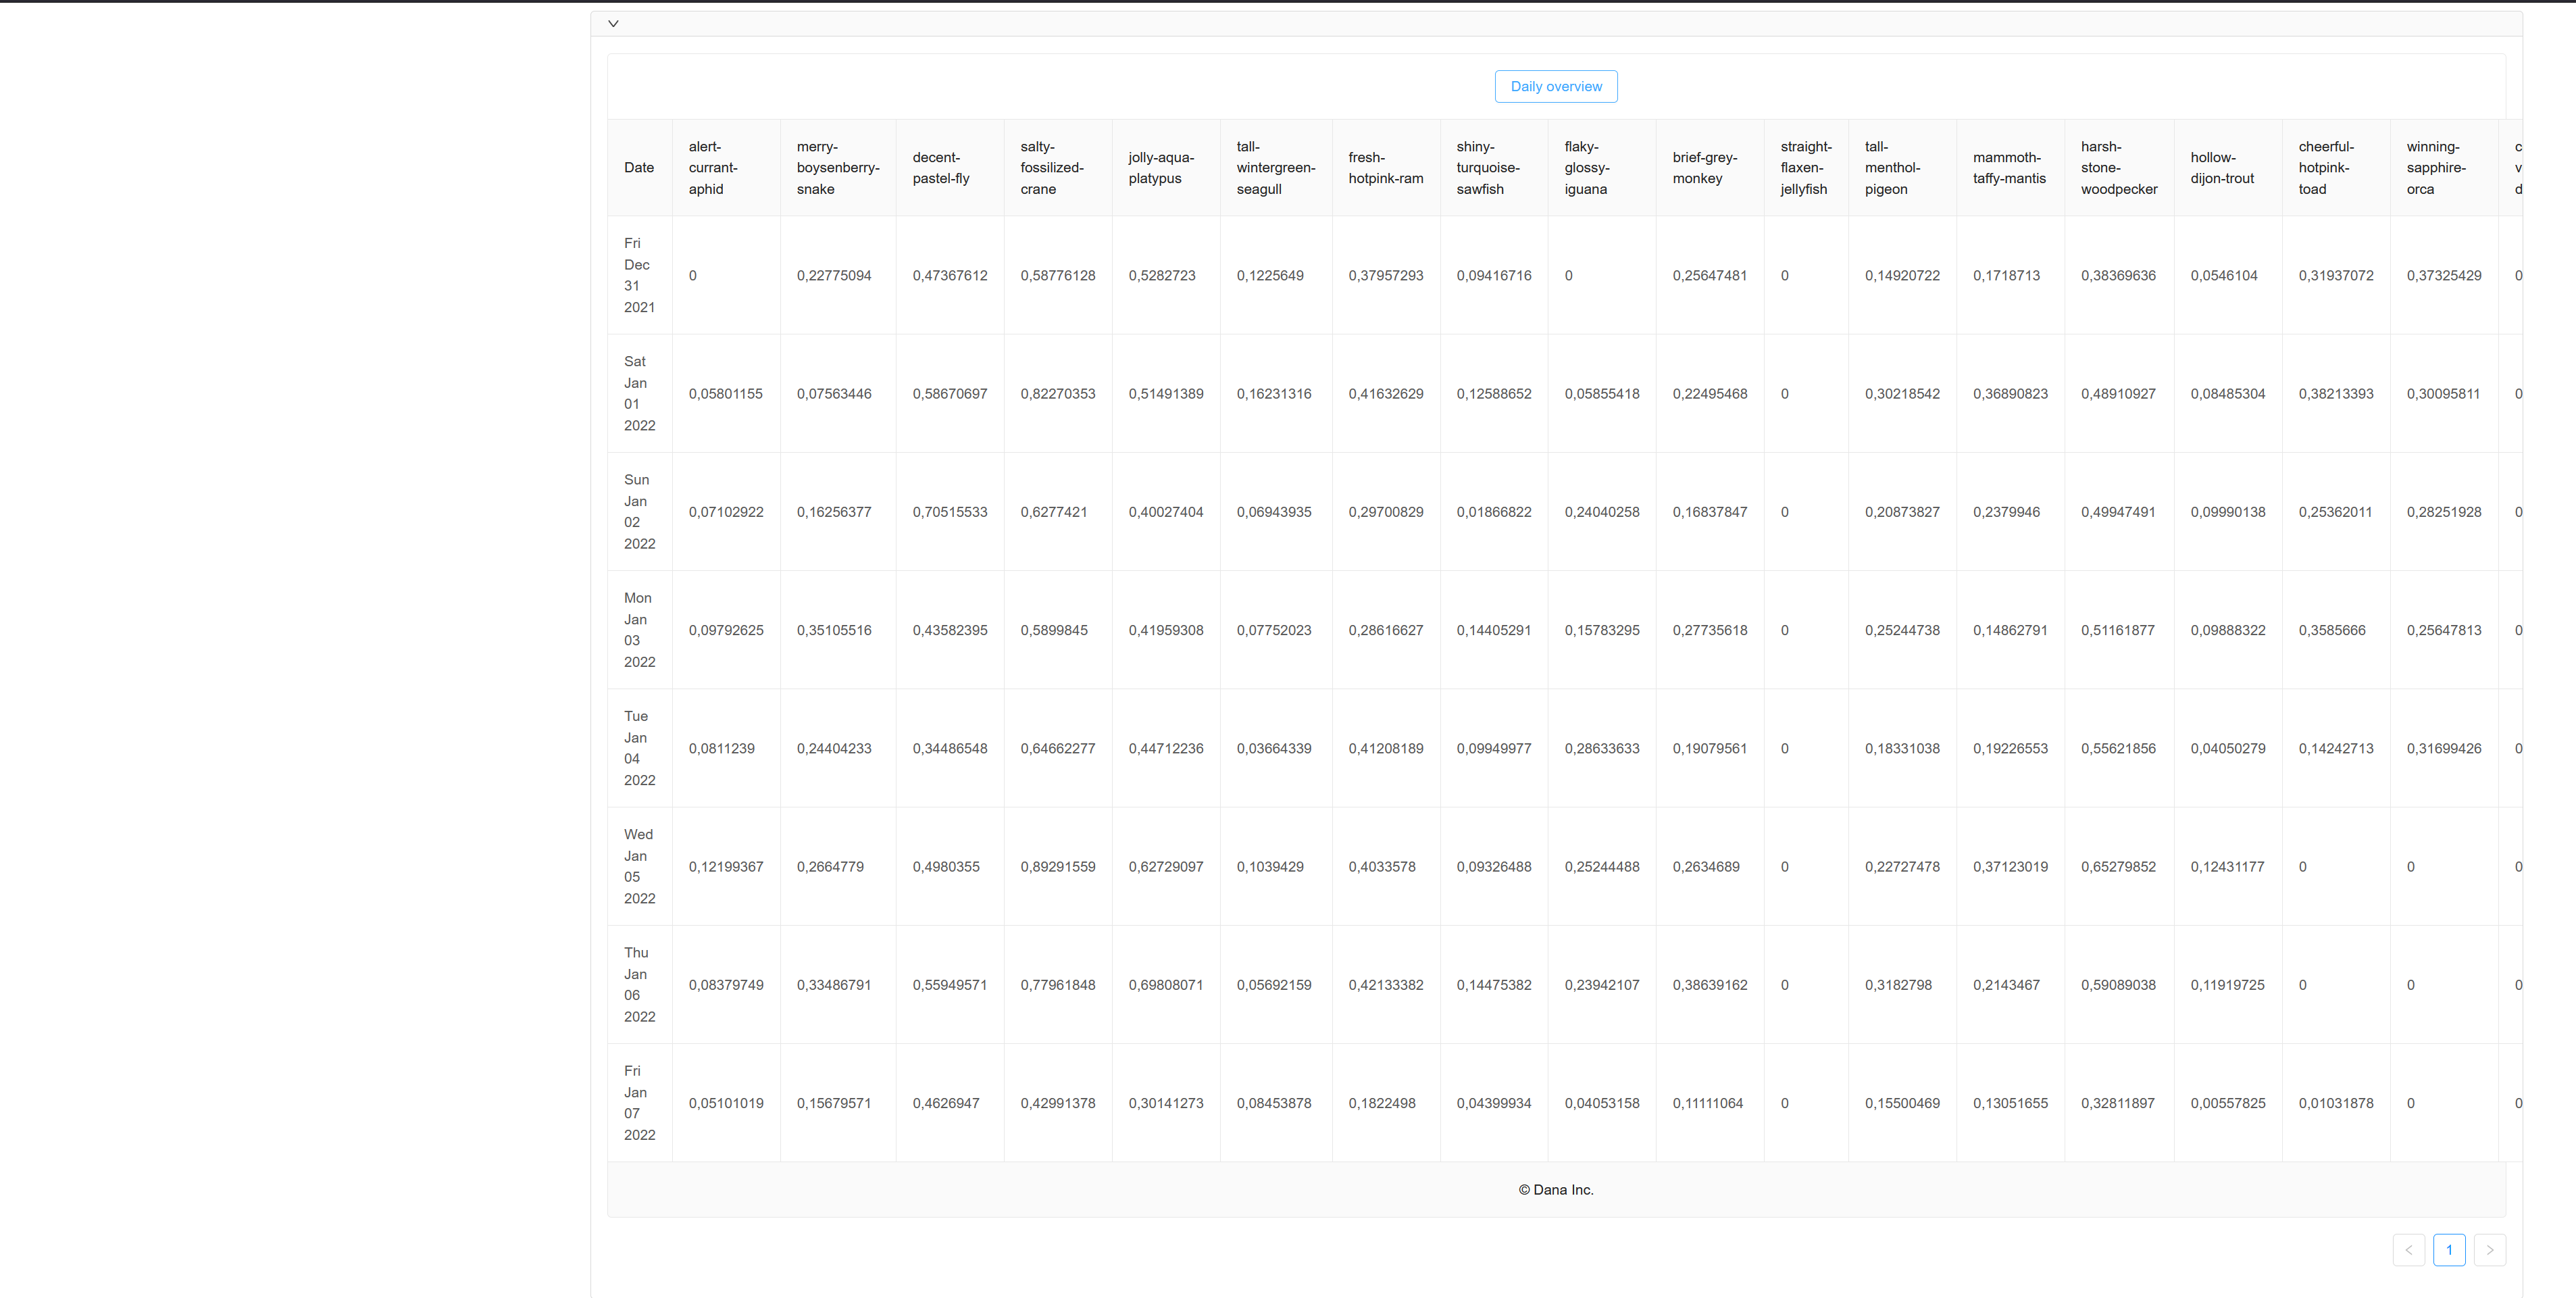 Daily overview
Date alert-currant-aphid merry-boysenberry-snake decent-pastel-fly salty-fossilized-crane jolly-aqua-platypus tall-wintergreen-seagull fresh-hotpink-ram shiny-turquoise-sawfish flaky-glossy-iguana brief-grey-monkey straight-flaxen-jellyfish tall-menthol-pigeon mammoth-taffy-mantis harsh-stone-woodpecker hollow-dijon-trout cheerful-hotpink-toad winning-sapphire-orca c v d
Fri Dec 31 2021 0 0,22775094 0,47367612 0,58776128 0,5282723 0,1225649 0,37957293 0,09416716 0 0,25647481 0 0,14920722 0,1718713 0,38369636 0,0546104 0,31937072 0,37325429 0
Sat Jan 01 2022 0,05801155 0,07563446 0,58670697 0,82270353 0,51491389 0,16231316 0,41632629 0,12588652 0,05855418 0,22495468 0 0,30218542 0,36890823 0,48910927 0,08485304 0,38213393 0,30095811 0
Sun Jan 02 2022 0,07102922 0,16256377 0,70515533 0,6277421 0,40027404 0,06943935 0,29700829 0,01866822 0,24040258 0,16837847 0 0,20873827 0,2379946 0,49947491 0,09990138 0,25362011 0,28251928 0
Mon Jan 03 2022 0,09792625 0,35105516 0,43582395 0,5899845 0,41959308 0,07752023 0,28616627 0,14405291 0,15783295 0,27735618 0 0,25244738 0,14862791 0,51161877 0,09888322 0,3585666 0,25647813 0
Tue Jan 04 2022 0,0811239 0,24404233 0,34486548 0,64662277 0,44712236 0,03664339 0,41208189 0,09949977 0,28633633 0,19079561 0 0,18331038 0,19226553 0,55621856 0,04050279 0,14242713 0,31699426 0
Wed Jan 05 2022 0,12199367 0,2664779 0,4980355 0,89291559 0,62729097 0,1039429 0,4033578 0,09326488 0,25244488 0,2634689 0 0,22727478 0,37123019 0,65279852 0,12431177 0 0 0
Thu Jan 06 2022 0,08379749 0,33486791 0,55949571 0,77961848 0,69808071 0,05692159 0,42133382 0,14475382 0,23942107 0,38639162 0 0,3182798 0,2143467 0,59089038 0,11919725 0 0 0
Fri Jan 07 2022 0,05101019 0,15679571 0,4626947 0,42991378 0,30141273 0,08453878 0,1822498 0,04399934 0,04053158 0,11111064 0 0,15500469 0,13051655 0,32811897 0,00557825 0,01031878 0 0
© Dana Inc.
1